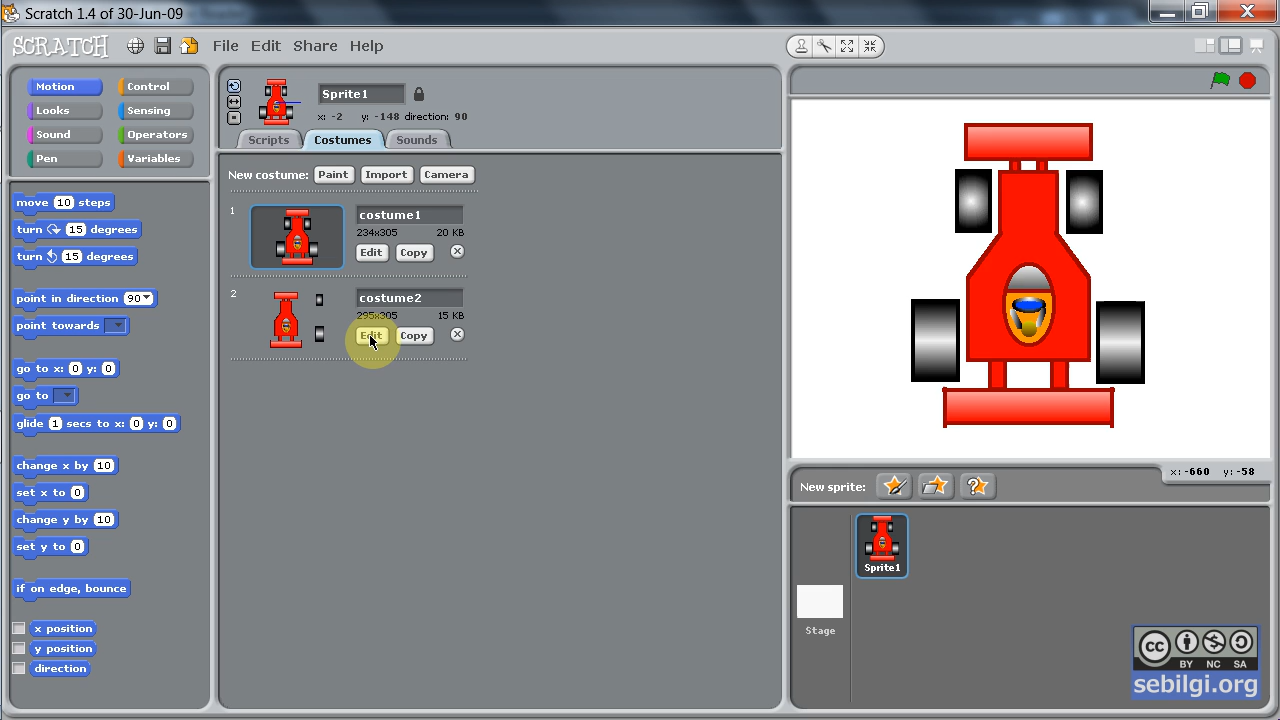 Scratch 1.4 of 30-Jun-09
SCRATCH File Edit Share Help
Motion Control
Looks Sensing
Sound Operators
Pen Variables
move 10 steps
turn 15 degrees
turn 15 degrees
point in direction 90
point towards
go to x: 0 y: 0
go to
glide 1 secs to x: 0 y: 0
change x by 10
set x to 0
change y by 10
set y to 0
if on edge, bounce
x position
y position
direction
Sprite1
x: -2 y: -148 direction: 90
Scripts Costumes Sounds
New costume: Paint Import Camera
1 costume1
234x305 20 KB
Edit Copy
2 costume2
295x305 15 KB
Edit Copy
x: -660 y: -58
New sprite:
Sprite1
Stage
cc BY NC SA
sebilgi.org